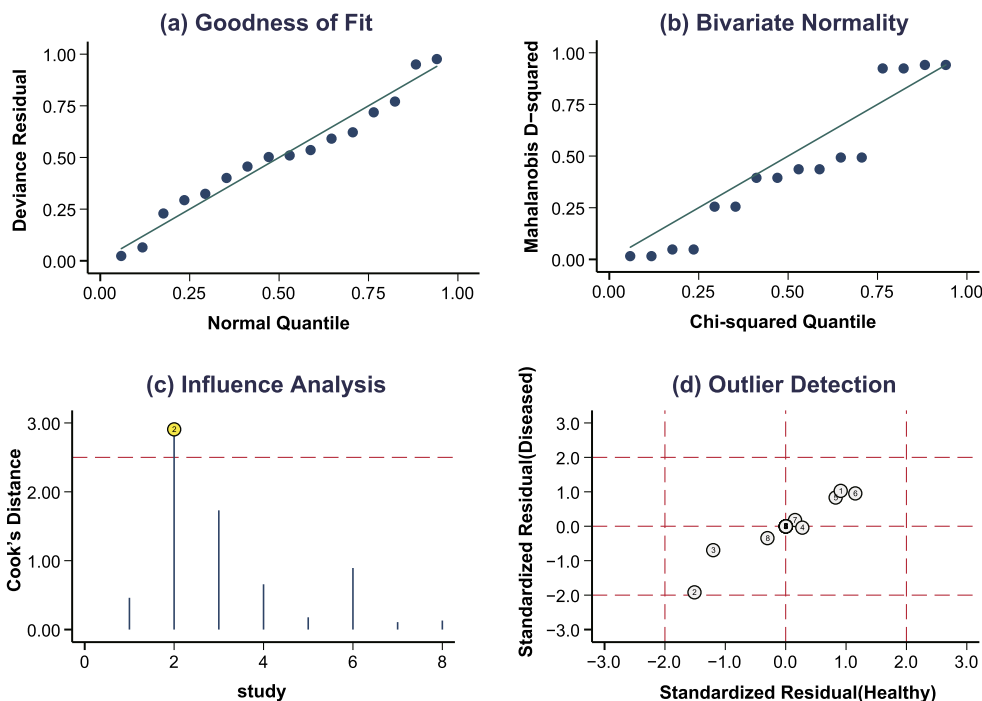 (a) Goodness of Fit
Deviance Residual
1.00
0.75
0.50
0.25
0.00
0.00 0.25 0.50 0.75 1.00
Normal Quantile
(b) Bivariate Normality
Mahalanobis D−squared
1.00
0.75
0.50
0.25
0.00
0.00 0.25 0.50 0.75 1.00
Chi-squared Quantile
(c) Influence Analysis
Cook's Distance
3.00
2.00
1.00
0.00
2
0 2 4 6 8
study
(d) Outlier Detection
Standardized Residual(Diseased)
3.0
2.0
1.0
0.0
−1.0
−2.0
−3.0
5 1 6
7 4
8
3
2
−3.0 −2.0 −1.0 0.0 1.0 2.0 3.0
Standardized Residual(Healthy)